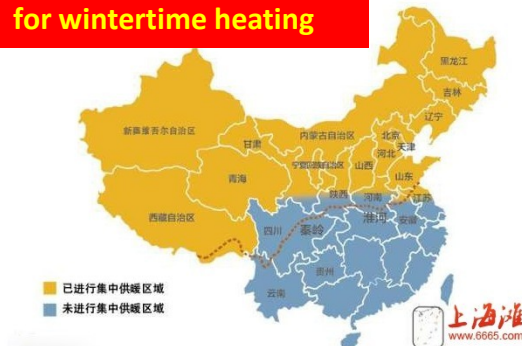 for wintertime heating
黑龙江
吉林
辽宁
新疆维吾尔自治区
内蒙古自治区
北京
天津
甘肃
宁夏回族自治区
山西
河北
青海
山东
陕西
河南
江苏
西藏自治区
四川
秦岭
淮河
安徽
贵州
云南
已进行集中供暖区域
未进行集中供暖区域
上海滩
www.6665.com